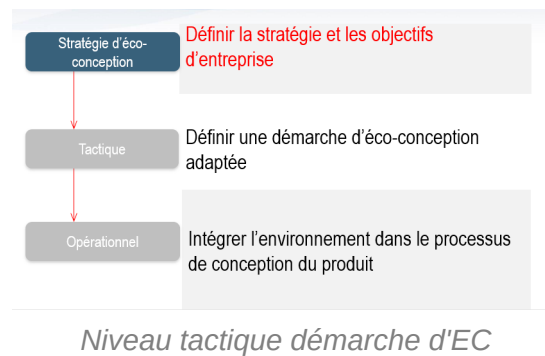 Stratégie d'éco-
conception
Définir la stratégie et les objectifs
d'entreprise
Tactique
Définir une démarche d'éco-conception
adaptée
Opérationnel
Intégrer l'environnement dans le processus
de conception du produit
Niveau tactique démarche d'EC